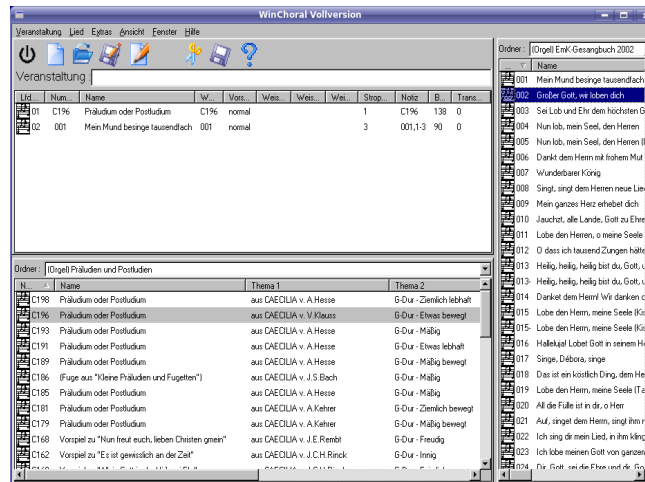 WinChoral Vollversion
Veranstaltung Lied Extras Ansicht Fenster Hilfe
Veranstaltung
Lfd... Num... Name W... Vors... Weis... Weis... Wei... Strop... Notiz B... Trans...
01 C196 Präludium oder Postludium C196 normal 1 C196 138 0
02 001 Mein Mund besinge tausendfach 001 normal 3 001,1-3 90 0
Ordner: (Orgel) Präludien und Postludien
N... Name Thema 1 Thema 2
C198 Präludium oder Postludium aus CAECILIA v. A.Hesse G-Dur - Ziemlich lebhaft
C196 Präludium oder Postludium aus CAECILIA v. V.Klauss G-Dur - Etwas bewegt
C193 Präludium oder Postludium aus CAECILIA v. A.Hesse G-Dur - Mäßig
C191 Präludium oder Postludium aus CAECILIA v. A.Hesse G-Dur - Etwas lebhaft
C189 Präludium oder Postludium aus CAECILIA v. A.Hesse G-Dur - Mäßig bewegt
C186 (Fuge aus "Kleine Präludien und Fugetten") aus CAECILIA v. J.S.Bach G-Dur - Mäßig bewegt
C185 Präludium oder Postludium aus CAECILIA v. A.Hesse G-Dur - Mäßig
C181 Präludium oder Postludium aus CAECILIA v. A.Kehrer G-Dur - Ziemlich bewegt
C179 Präludium oder Postludium aus CAECILIA v. A.Kehrer G-Dur - Mäßig bewegt
C168 Vorspiel zu "Nun freut euch, lieben Christen gmein" aus CAECILIA v. J.E.Rembt G-Dur - Freudig
C162 Vorspiel zu "Es ist gewisslich an der Zeit" aus CAECILIA v. J.C.H.Rinck G-Dur - Innig
Ordner: (Orgel) EmK-Gesangbuch 2002
... Name
001 Mein Mund besinge tausendfach
002 Großer Gott, wir loben dich
003 Sei Lob und Ehr dem höchsten G
004 Nun lob, mein Seel, den Herren
005 Nun lob, mein Seel, den Herren (
006 Dankt dem Herrn mit frohem Mut
007 Wunderbarer König
008 Singt, singt dem Herren neue Lie
009 Mein ganzes Herz erhebet dich
010 Jauchzt, alle Lande, Gott zu Ehre
011 Lobe den Herren, o meine Seele
012 O dass ich tausend Zungen hätte
013 Heilig, heilig, heilig bist du, Gott, u
013- Heilig, heilig, heilig bist du, Gott, u
014 Danket dem Herrn! Wir danken d
015 Lobe den Herrn, meine Seele (Kis
015- Lobe den Herrn, meine Seele (Kis
016 Halleluja! Lobet Gott in seinem H
017 Singe, Débora, singe
018 Das ist ein köstlich Ding, dem He
019 Lobe den Herrn, meine Seele (Ta
020 All die Fülle ist in dir, o Herr
021 Auf, singet dem Herrn, singt ihm n
022 Ich sing dir mein Lied, in ihm kling
023 Ich lobe meinen Gott von ganzen
024 Dir, Gott, sei die Ehre und dir, Go